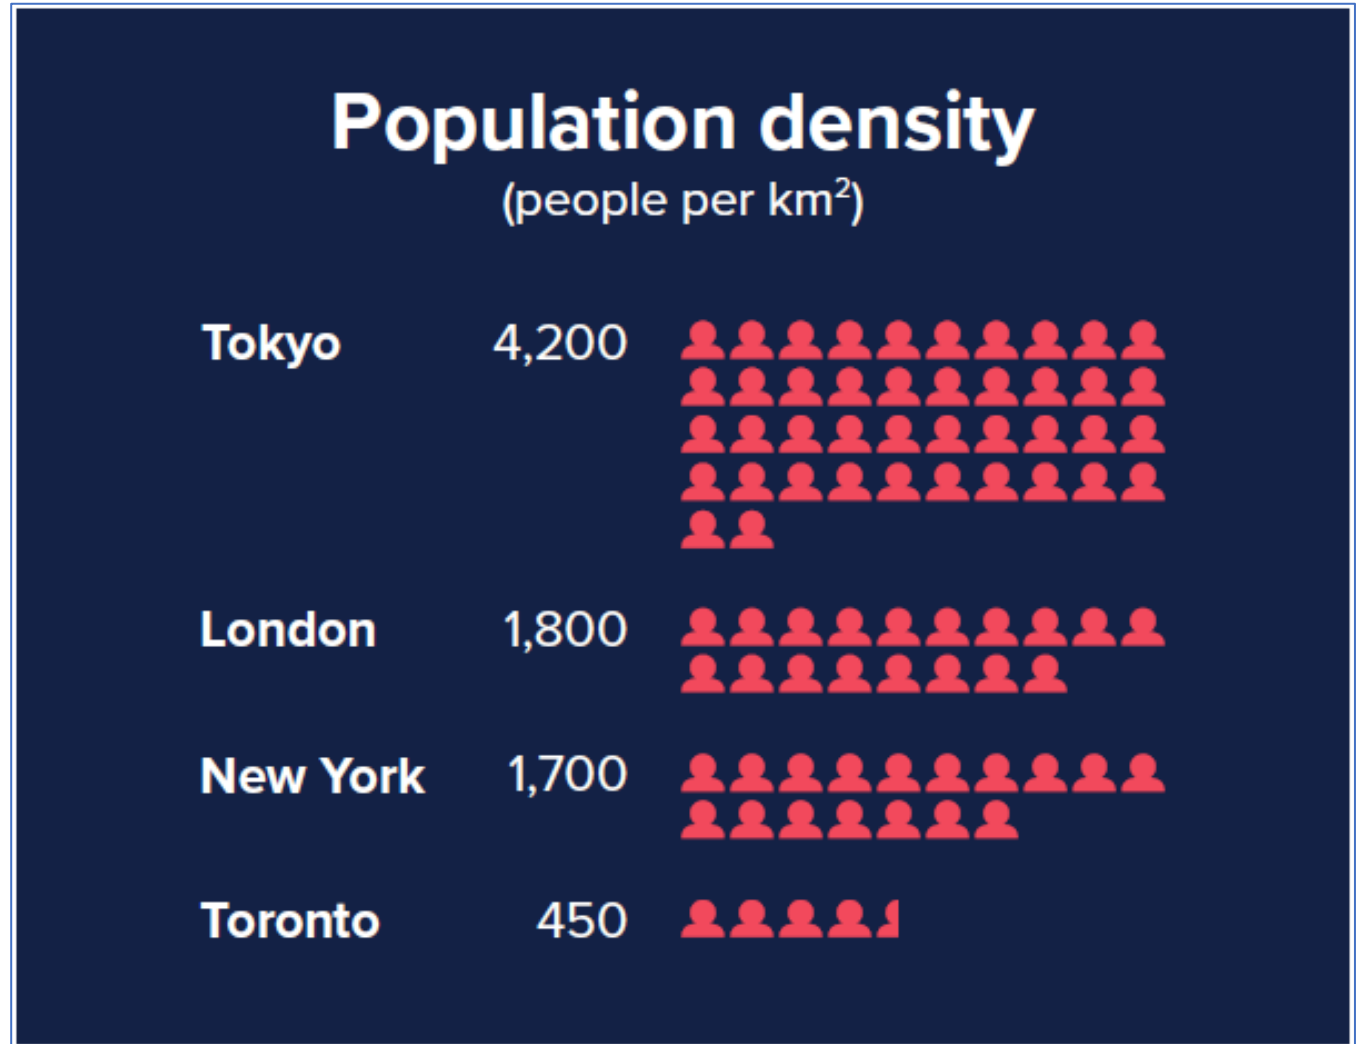 Population density
(people per km²)
Tokyo 4,200
London 1,800
New York 1,700
Toronto 450